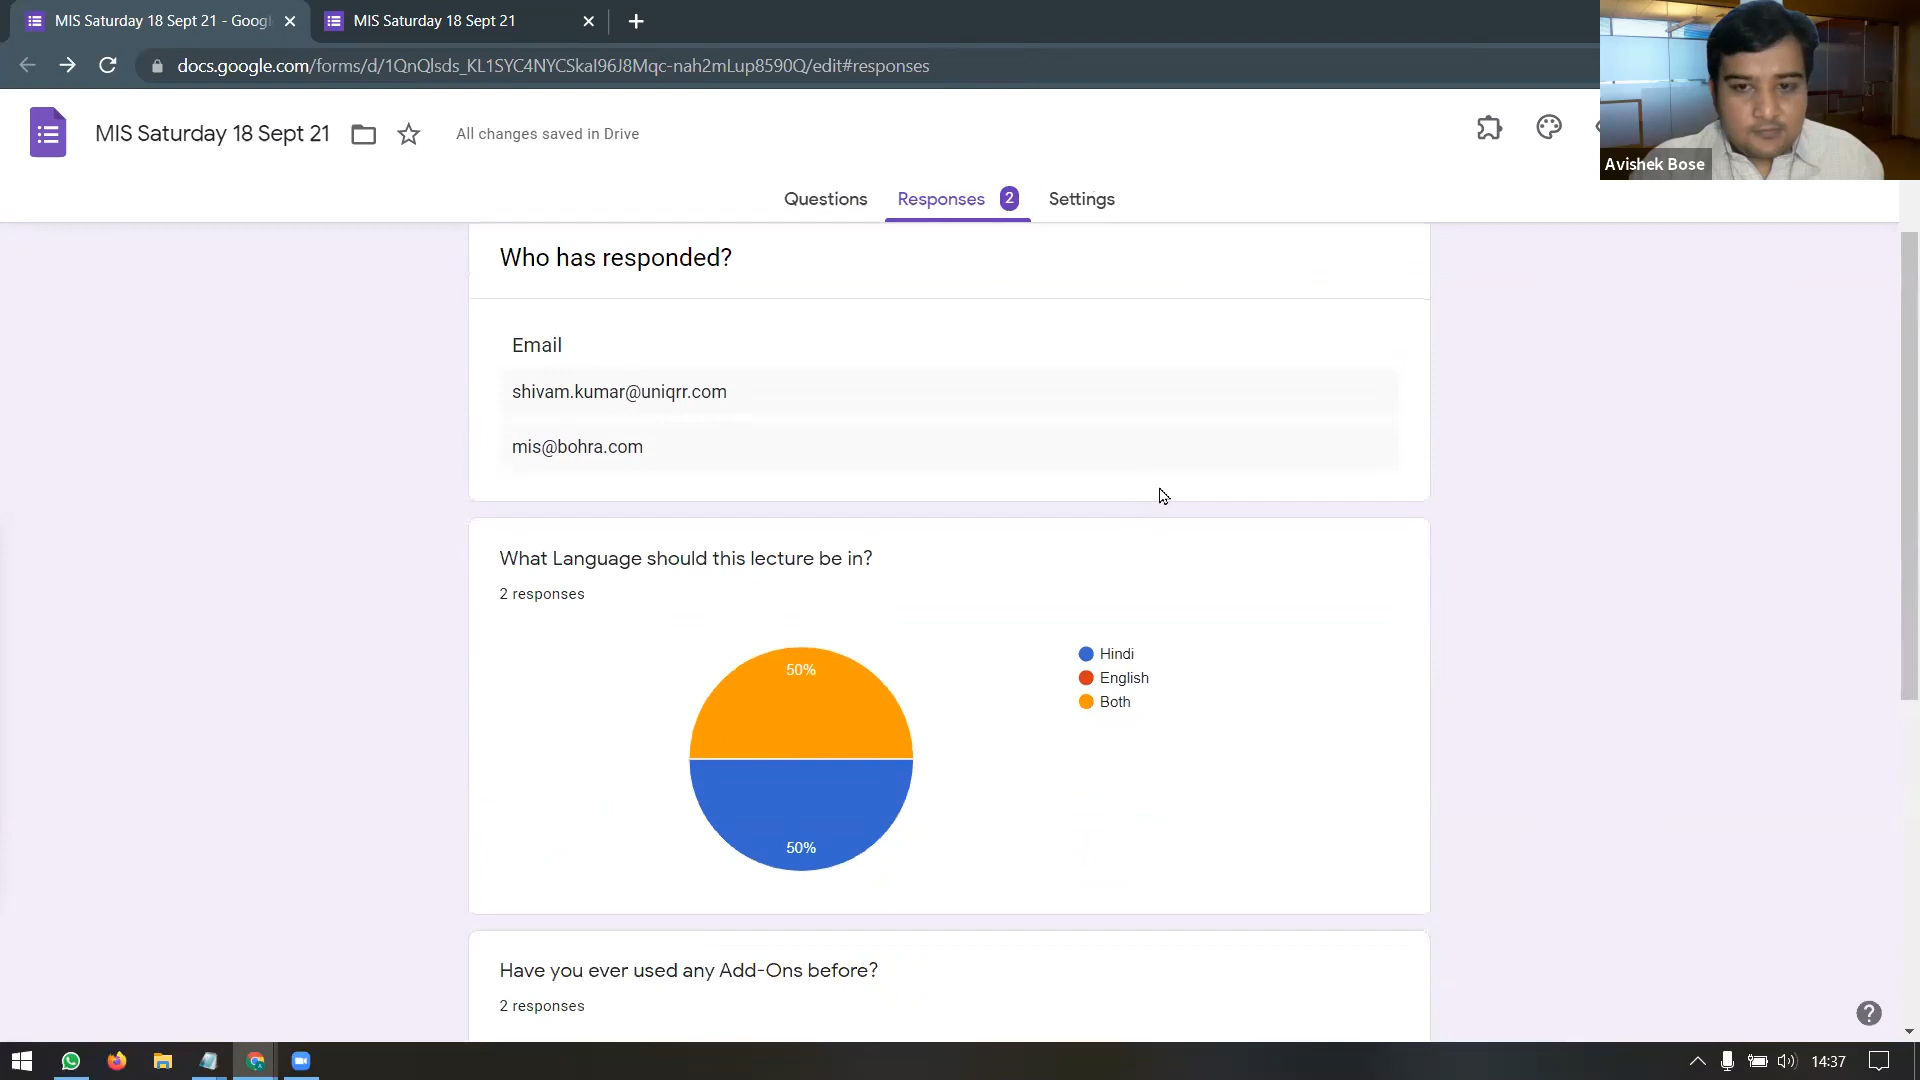 MIS Saturday 18 Sept 21 - Goog
MIS Saturday 18 Sept 21
docs.google.com/forms/d/1QnQlsds_KL1SYC4NYCSkaI96J8Mqc-nah2mLup8590Q/edit#responses
MIS Saturday 18 Sept 21
All changes saved in Drive
Avishek Bose
Questions
Responses 2
Settings
Who has responded?
Email
shivam.kumar@uniqrr.com
mis@bohra.com
What Language should this lecture be in?
2 responses
50%
50%
Hindi
English
Both
Have you ever used any Add-Ons before?
2 responses
14:37